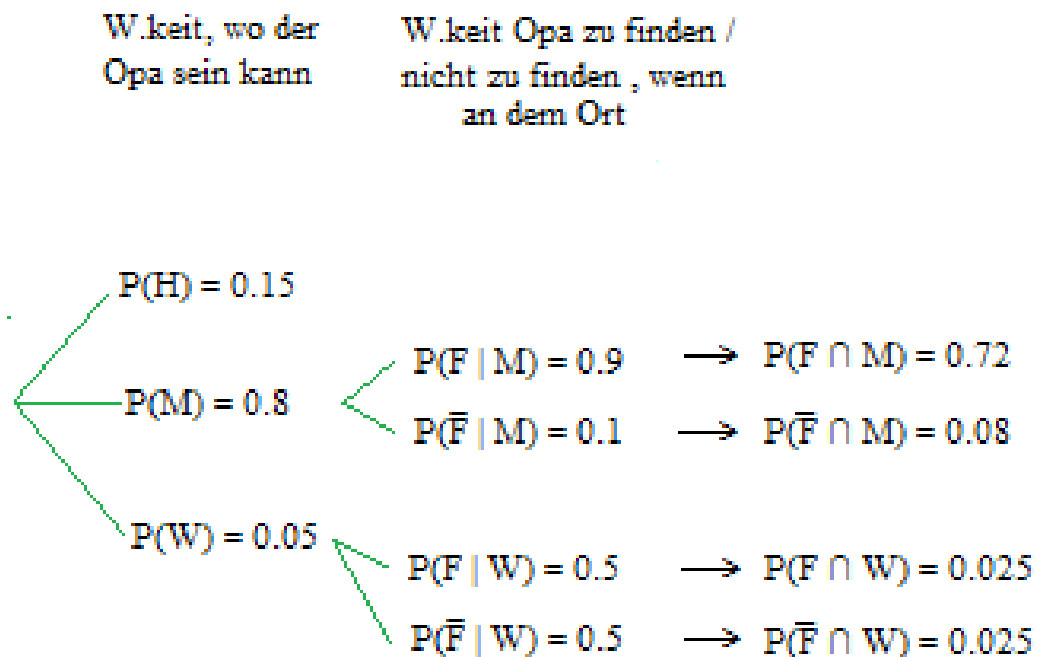 W.keit, wo der
Opa sein kann
W.keit Opa zu finden /
nicht zu finden , wenn
an dem Ort
P(H) = 0.15
P(M) = 0.8
P(F | M) = 0.9 → P(F ∩ M) = 0.72
P(F̅ | M) = 0.1 → P(F̅ ∩ M) = 0.08
P(W) = 0.05
P(F | W) = 0.5 → P(F ∩ W) = 0.025
P(F̅ | W) = 0.5 → P(F̅ ∩ W) = 0.025